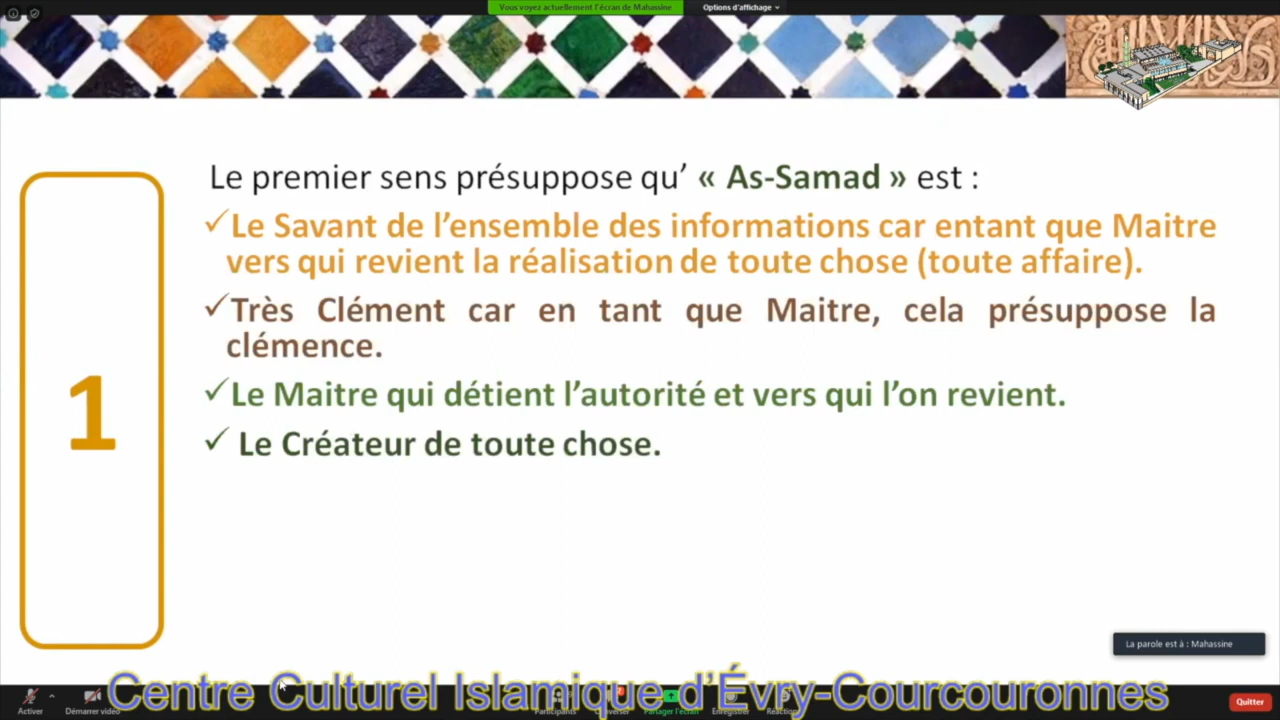 Vous voyez actuellement l'écran de Mahassine
Options d'affichage
Le premier sens présuppose qu' « As-Samad » est :
✓Le Savant de l'ensemble des informations car entant que Maitre
vers qui revient la réalisation de toute chose (toute affaire).
✓Très Clément car en tant que Maitre, cela présuppose la
clémence.
1
✓Le Maitre qui détient l'autorité et vers qui l'on revient.
✓ Le Créateur de toute chose.
La parole est à : Mahassine
Centre Culturel Islamique d'Évry-Courcouronnes
Activer
Démarrer vidéo
Participants
Converser
Partager l'écran
Enregistrer
Réactions
Quitter